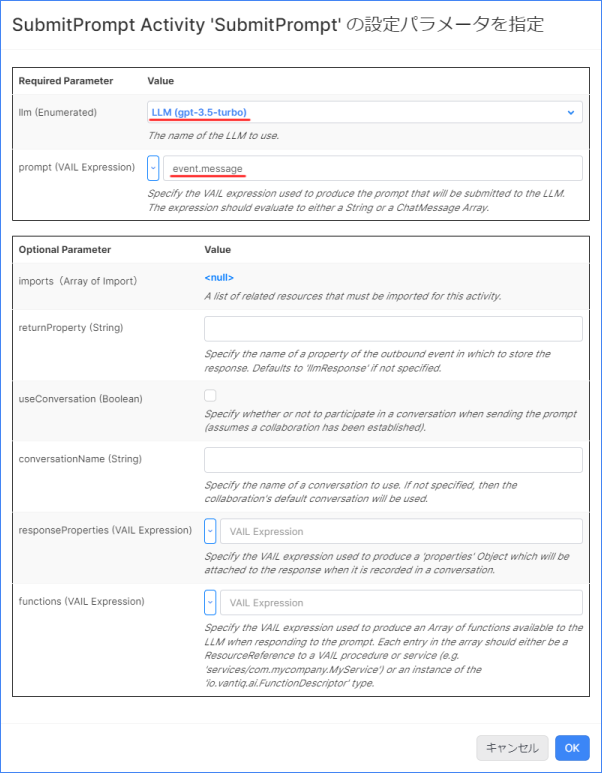 SubmitPrompt Activity 'SubmitPrompt' の設定パラメータを指定
Required Parameter Value
llm (Enumerated) LLM (gpt-3.5-turbo)
The name of the LLM to use.
prompt (VAIL Expression) event.message
Specify the VAIL expression used to produce the prompt that will be submitted to the LLM.
The expression should evaluate to either a String or a ChatMessage Array.
Optional Parameter Value
imports（Array of Import） <null>
A list of related resources that must be imported for this activity.
returnProperty (String)
Specify the name of a property of the outbound event in which to store the
response. Defaults to 'llmResponse' if not specified.
useConversation (Boolean)
Specify whether or not to participate in a conversation when sending the prompt
(assumes a collaboration has been established).
conversationName (String)
Specify the name of a conversation to use. If not specified, then the
collaboration's default conversation will be used.
responseProperties (VAIL Expression) VAIL Expression
Specify the VAIL expression used to produce a 'properties' Object which will be
attached to the response when it is recorded in a conversation.
functions (VAIL Expression) VAIL Expression
Specify the VAIL expression used to produce an Array of functions available to the
LLM when responding to the prompt. Each entry in the array should either be a
ResourceReference to a VAIL procedure or service (e.g.
'services/com.mycompany.MyService') or an instance of the
'io.vantiq.ai.FunctionDescriptor' type.
キャンセル OK